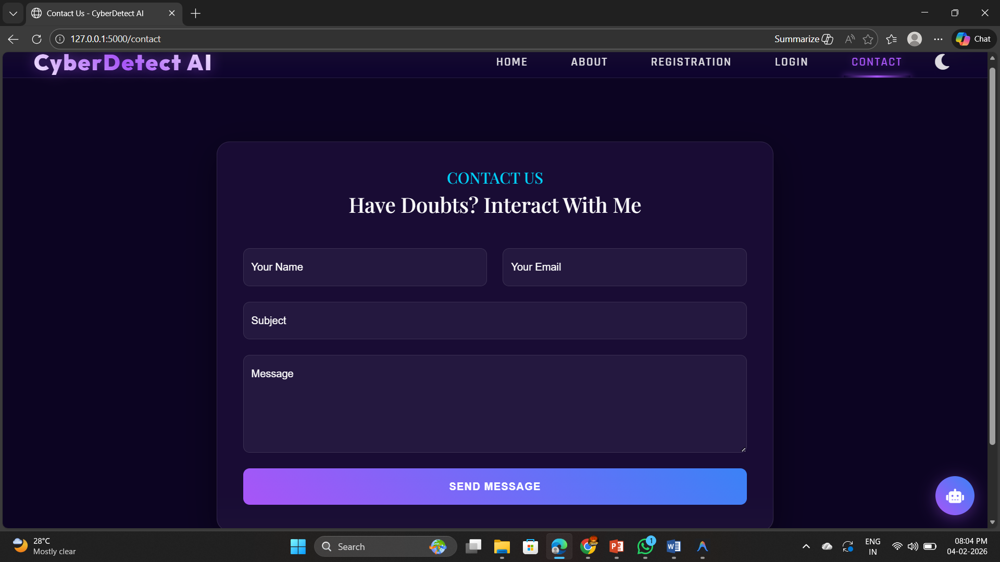 Contact Us - CyberDetect AI
127.0.0.1:5000/contact
Summarize
Chat
CyberDetect AI
HOME
ABOUT
REGISTRATION
LOGIN
CONTACT
CONTACT US
Have Doubts? Interact With Me
Your Name
Your Email
Subject
Message
SEND MESSAGE
28°C
Mostly clear
Search
1
ENG
IN
08:04 PM
04-02-2026